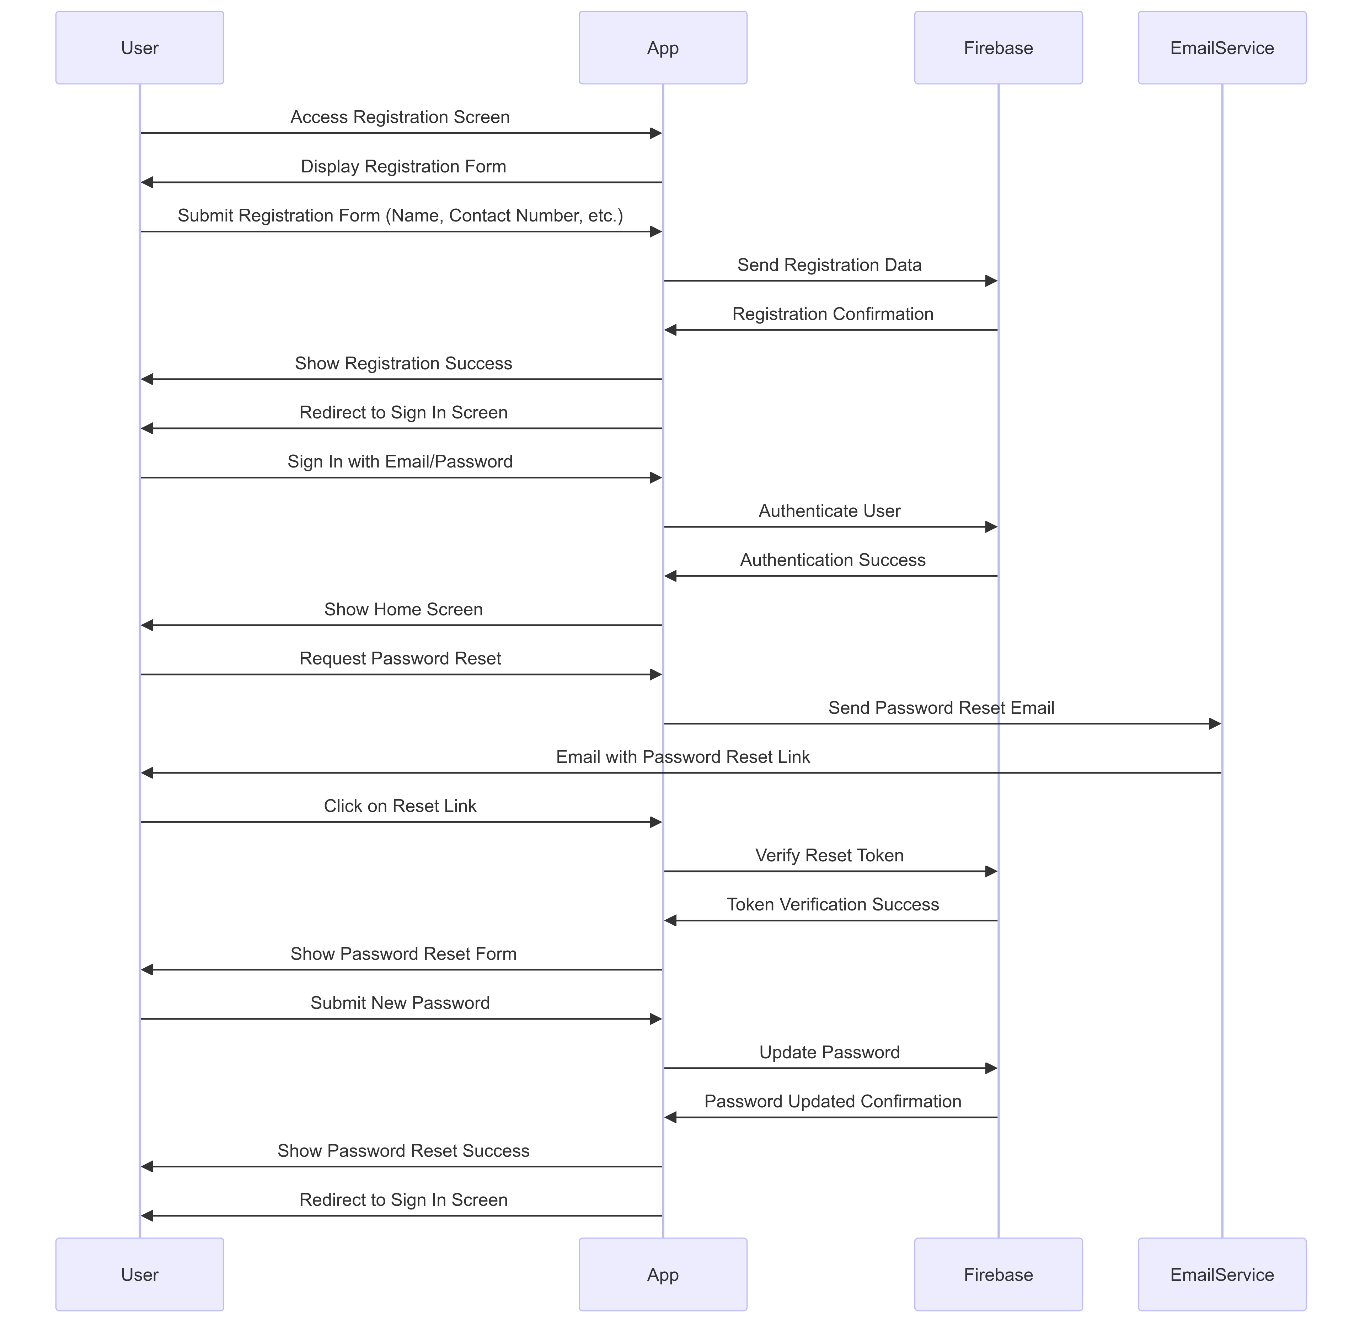 User
App
Firebase
EmailService
Access Registration Screen
Display Registration Form
Submit Registration Form (Name, Contact Number, etc.)
Send Registration Data
Registration Confirmation
Show Registration Success
Redirect to Sign In Screen
Sign In with Email/Password
Authenticate User
Authentication Success
Show Home Screen
Request Password Reset
Send Password Reset Email
Email with Password Reset Link
Click on Reset Link
Verify Reset Token
Token Verification Success
Show Password Reset Form
Submit New Password
Update Password
Password Updated Confirmation
Show Password Reset Success
Redirect to Sign In Screen
User
App
Firebase
EmailService